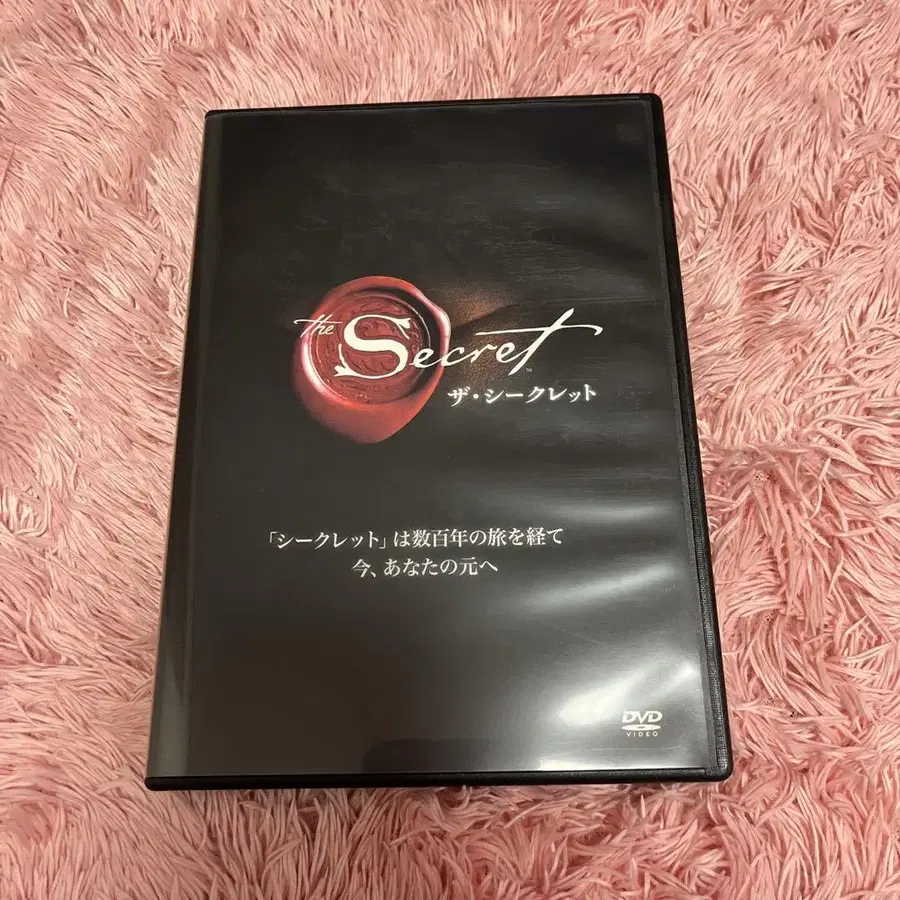 the Secret™
ザ・シークレット
「シークレット」は数百年の旅を経て
今、あなたの元へ
DVD
VIDEO